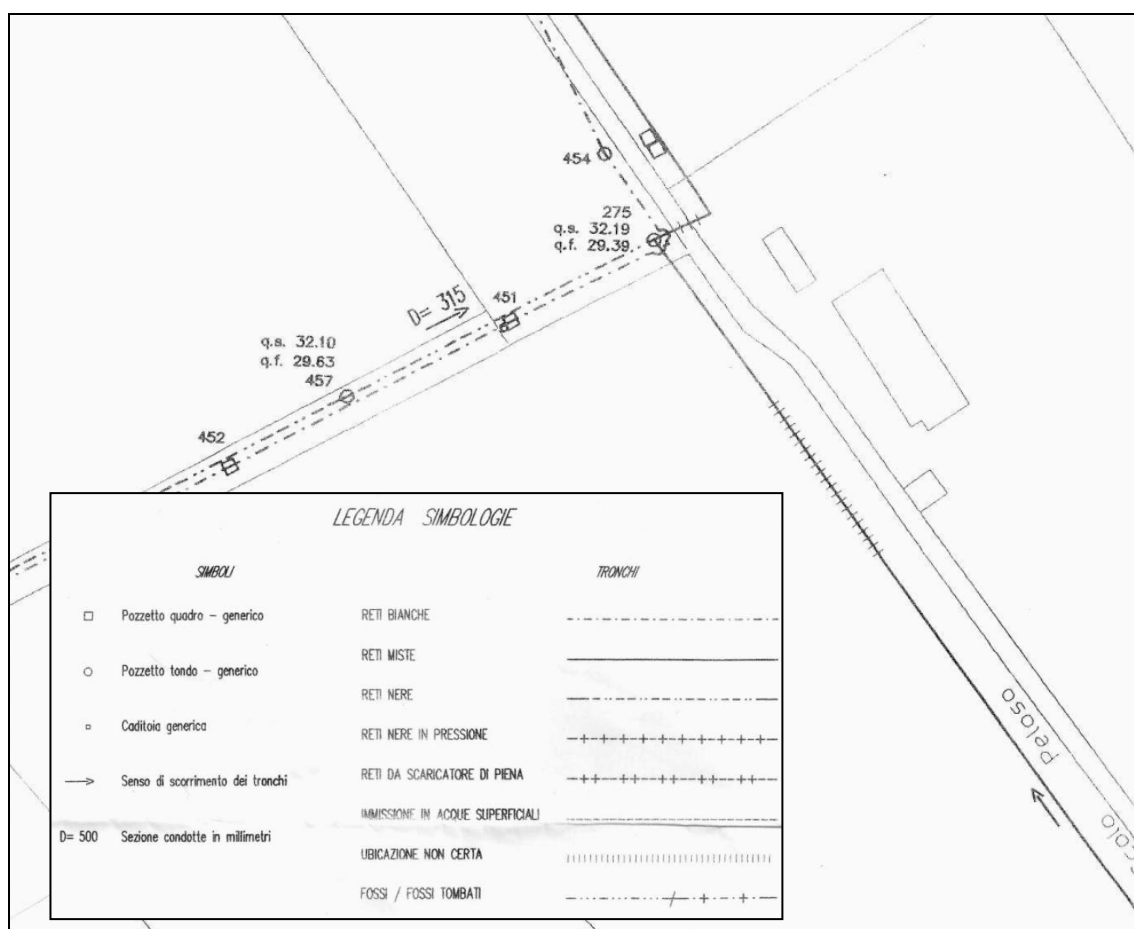 454
275
q.s. 32.19
q.f. 29.39
451
D= 315
q.s. 32.10
q.f. 29.63
457
452
Peloso
colo
LEGENDA SIMBOLOGIE
SIMBOLI
Pozzetto quadro - generico
Pozzetto tondo - generico
Caditoia generica
Senso di scorrimento dei tronchi
D= 500 Sezione condotte in millimetri
TRONCHI
RETI BIANCHE
RETI MISTE
RETI NERE
RETI NERE IN PRESSIONE
RETI DA SCARICATORE DI PIENA
IMMISSIONE IN ACQUE SUPERFICIALI
UBICAZIONE NON CERTA
FOSSI / FOSSI TOMBATI